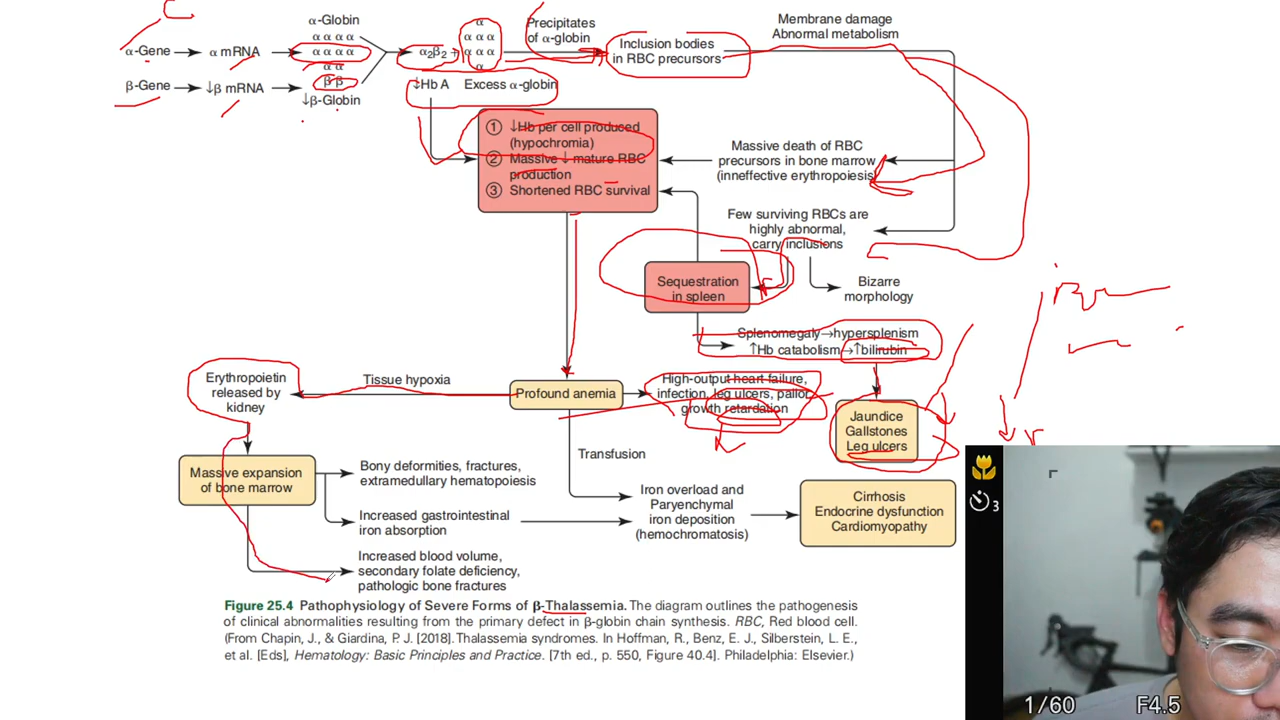 α-Globin
α α α α
α-Gene
α mRNA
α α α α
α α
β-Gene
↓β mRNA
β β
↓β-Globin
α₂β₂ +
α
α α α
α α α
α
↓Hb A
Excess α-globin
Precipitates
of α-globin
Inclusion bodies
in RBC precursors
Membrane damage
Abnormal metabolism
① ↓Hb per cell produced
(hypochromia)
② Massive ↓ mature RBC
production
③ Shortened RBC survival
Massive death of RBC
precursors in bone marrow
(inneffective erythropoiesis)
Few surviving RBCs are
highly abnormal,
carry inclusions
Sequestration
in spleen
Bizarre
morphology
Splenomegaly→hypersplenism
↑Hb catabolism→↑bilirubin
Erythropoietin
released by
kidney
Tissue hypoxia
Profound anemia
High-output heart failure,
infection, leg ulcers, pallor,
growth retardation
Jaundice
Gallstones
Leg ulcers
Transfusion
Massive expansion
of bone marrow
Bony deformities, fractures,
extramedullary hematopoiesis
Increased gastrointestinal
iron absorption
Iron overload and
Paryenchymal
iron deposition
(hemochromatosis)
Cirrhosis
Endocrine dysfunction
Cardiomyopathy
Increased blood volume,
secondary folate deficiency,
pathologic bone fractures
Figure 25.4 Pathophysiology of Severe Forms of β-Thalassemia. The diagram outlines the pathogenesis
of clinical abnormalities resulting from the primary defect in β-globin chain synthesis. RBC, Red blood cell.
(From Chapin, J., & Giardina, P. J. [2018]. Thalassemia syndromes. In Hoffman, R., Benz, E. J., Silberstein, L. E.,
et al. [Eds], Hematology: Basic Principles and Practice. [7th ed., p. 550, Figure 40.4]. Philadelphia: Elsevier.)
3
1/60 F4.5